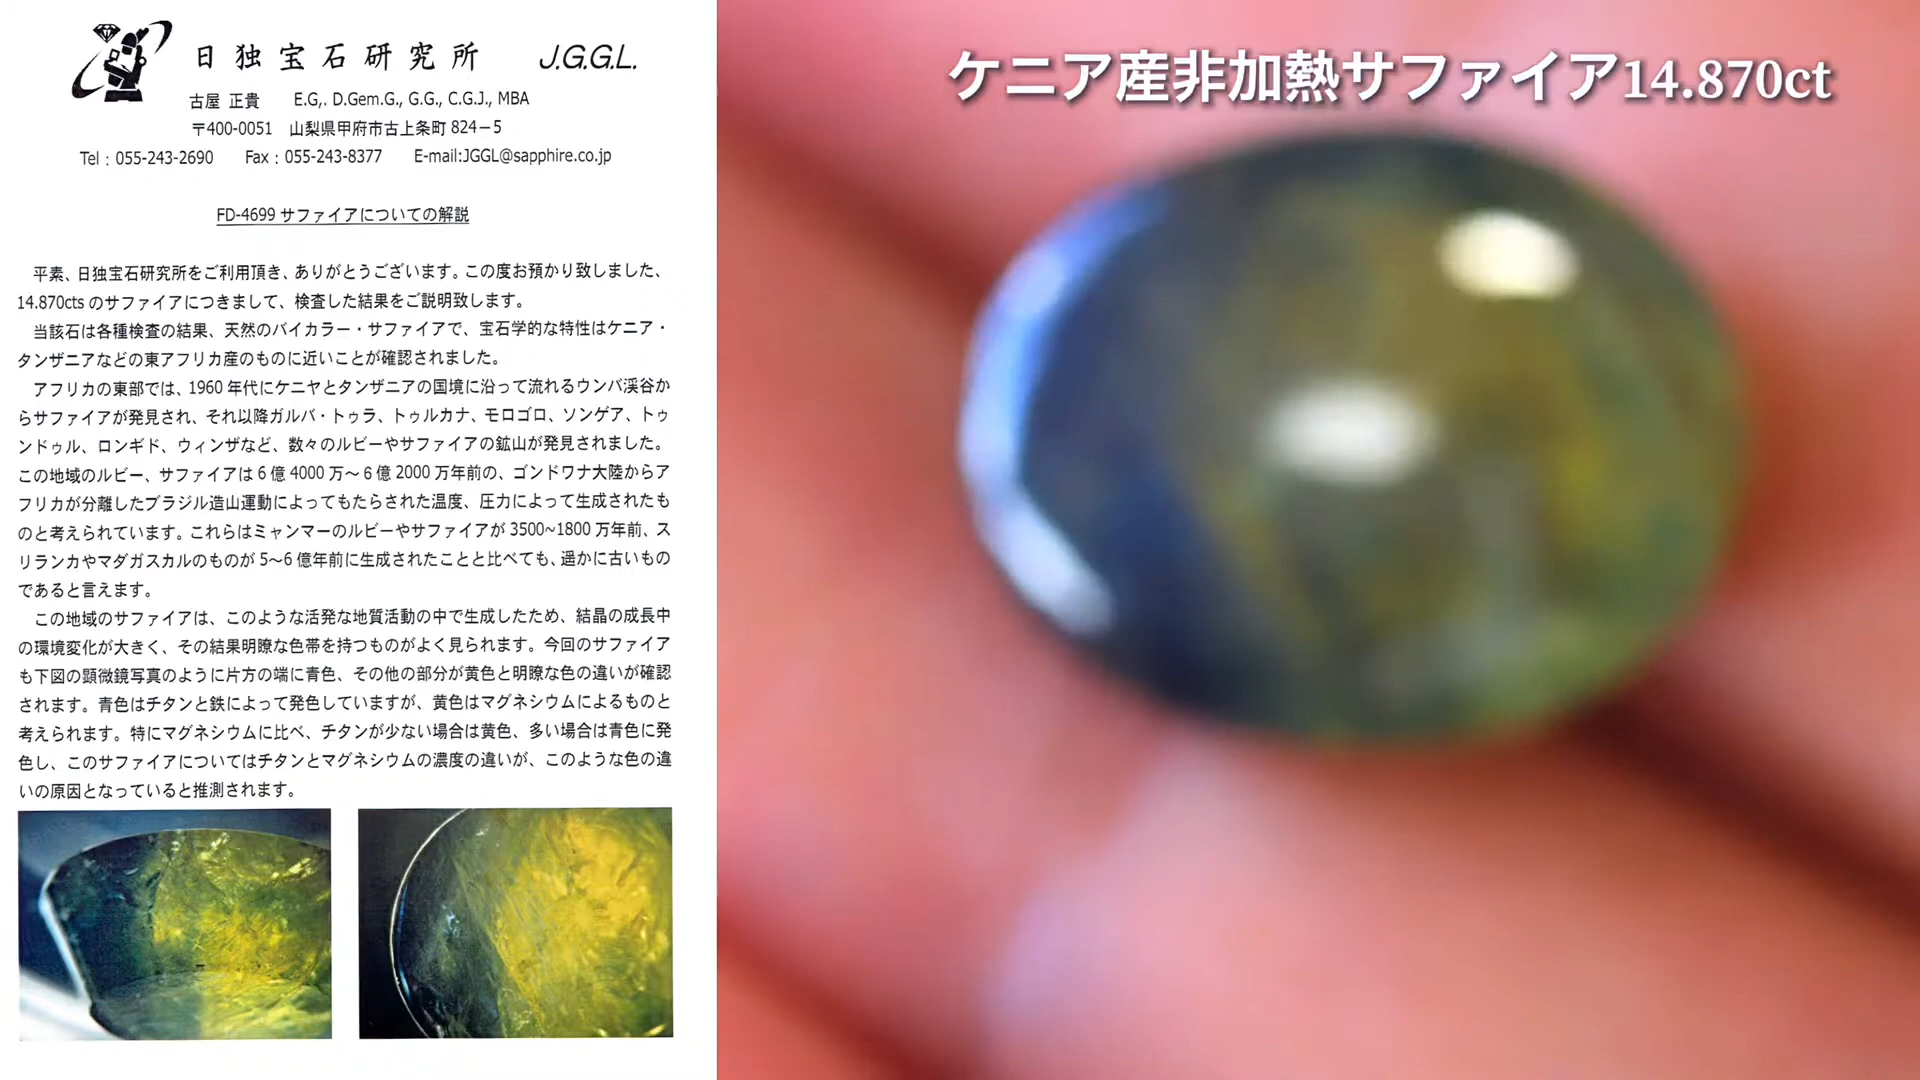 日独宝石研究所 J.G.G.L.
古屋 正貴 E.G,. D.Gem.G., G.G., C.G.J., MBA
〒400-0051 山梨県甲府市古上条町 824－5
Tel : 055-243-2690 Fax : 055-243-8377 E-mail:JGGL@sapphire.co.jp
FD-4699 サファイアについての解説
平素、日独宝石研究所をご利用頂き、ありがとうございます。この度お預かり致しました、
14.870cts のサファイアにつきまして、検査した結果をご説明致します。
当該石は各種検査の結果、天然のバイカラー・サファイアで、宝石学的な特性はケニア・
タンザニアなどの東アフリカ産のものに近いことが確認されました。
アフリカの東部では、1960 年代にケニヤとタンザニアの国境に沿って流れるウンバ渓谷か
らサファイアが発見され、それ以降ガルバ・トゥラ、トゥルカナ、モロゴロ、ソンゲア、トゥ
ンドゥル、ロンギド、ウィンザなど、数々のルビーやサファイアの鉱山が発見されました。
この地域のルビー、サファイアは 6 億 4000 万～ 6 億 2000 万年前の、ゴンドワナ大陸からア
フリカが分離したブラジル造山運動によってもたらされた温度、圧力によって生成されたも
のと考えられています。これらはミャンマーのルビーやサファイアが 3500~1800 万年前、ス
リランカやマダガスカルのものが 5～6 億年前に生成されたことと比べても、遥かに古いもの
であると言えます。
この地域のサファイアは、このような活発な地質活動の中で生成したため、結晶の成長中
の環境変化が大きく、その結果明瞭な色帯を持つものがよく見られます。今回のサファイア
も下図の顕微鏡写真のように片方の端に青色、その他の部分が黄色と明瞭な色の違いが確認
されます。青色はチタンと鉄によって発色していますが、黄色はマグネシウムによるものと
考えられます。特にマグネシウムに比べ、チタンが少ない場合は黄色、多い場合は青色に発
色し、このサファイアについてはチタンとマグネシウムの濃度の違いが、このような色の違
いの原因となっていると推測されます。
ケニア産非加熱サファイア14.870ct